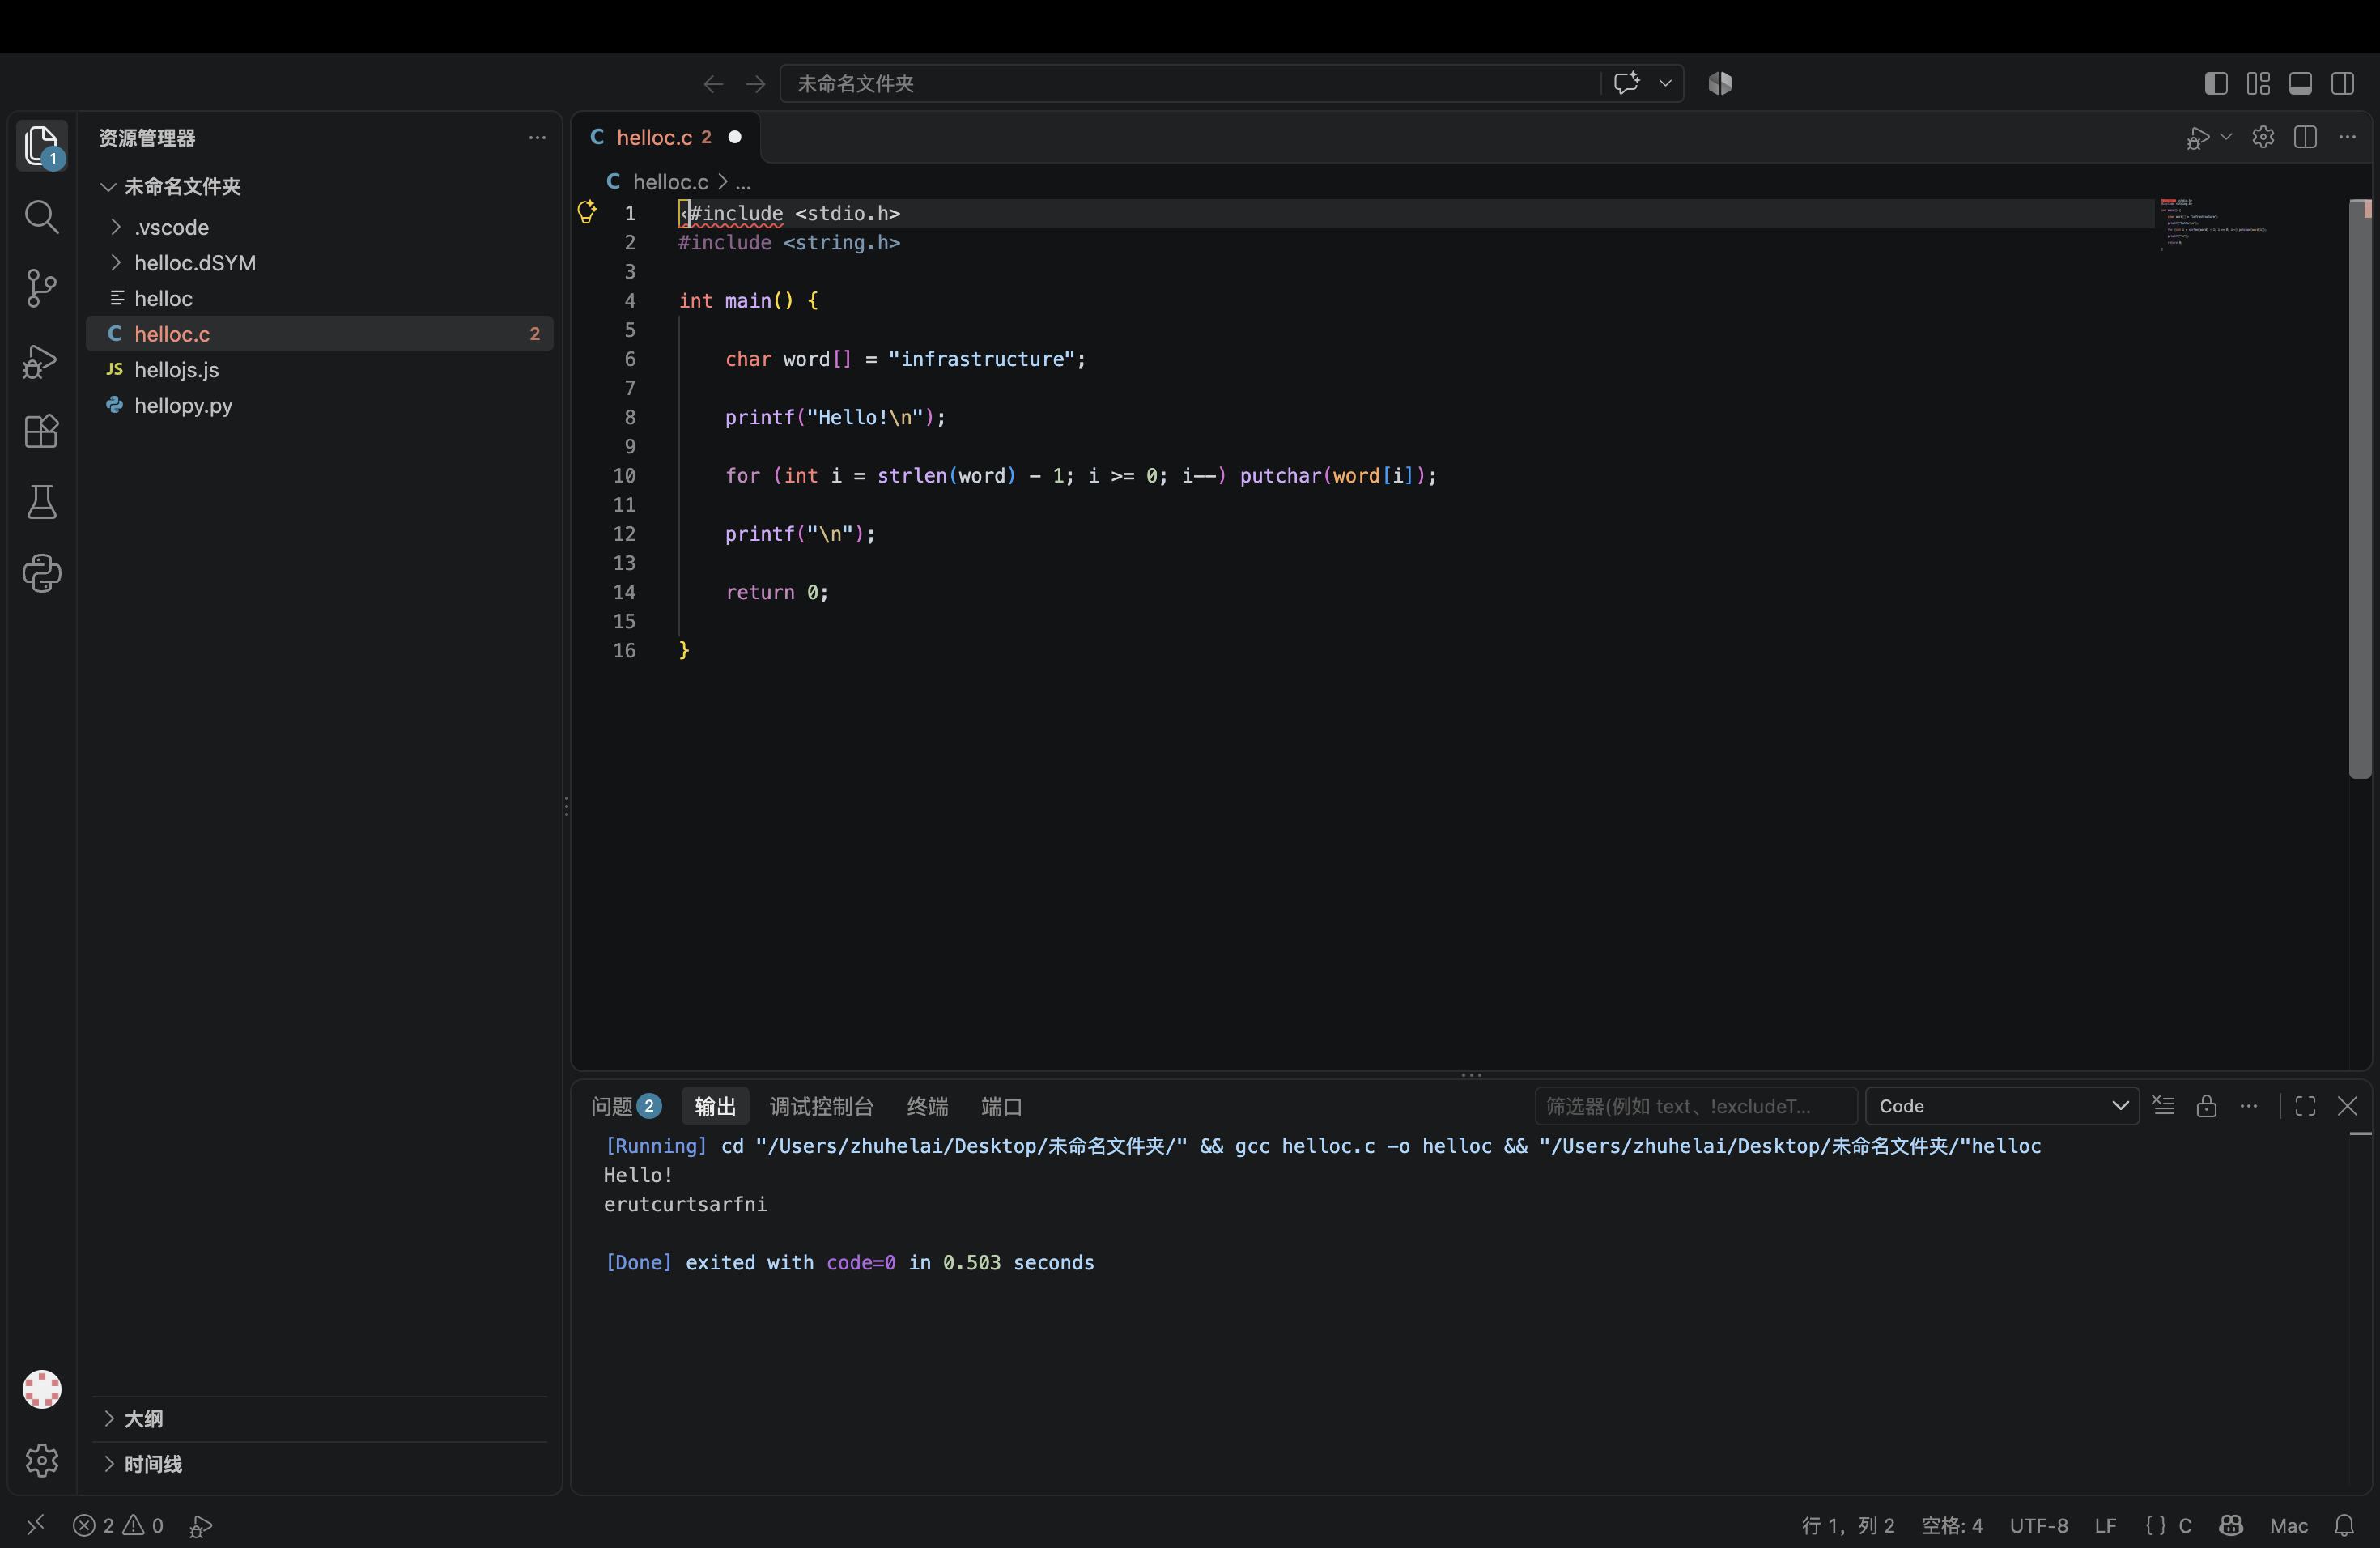 未命名文件夹
1
资源管理器
未命名文件夹
.vscode
helloc.dSYM
helloc
C helloc.c 2
JS hellojs.js
hellopy.py
大纲
时间线
C helloc.c 2
C helloc.c > ...
1 #include <stdio.h>
2 #include <string.h>
3
4 int main() {
5
6 char word[] = "infrastructure";
7
8 printf("Hello!\n");
9
10 for (int i = strlen(word) - 1; i >= 0; i--) putchar(word[i]);
11
12 printf("\n");
13
14 return 0;
15
16 }
问题 2 输出 调试控制台 终端 端口 筛选器(例如 text、!excludeT... Code
[Running] cd "/Users/zhuhelai/Desktop/未命名文件夹/" && gcc helloc.c -o helloc && "/Users/zhuhelai/Desktop/未命名文件夹/"helloc
Hello!
erutcurtsarfni
[Done] exited with code=0 in 0.503 seconds
2 0 行 1，列 2 空格: 4 UTF-8 LF {} C Mac